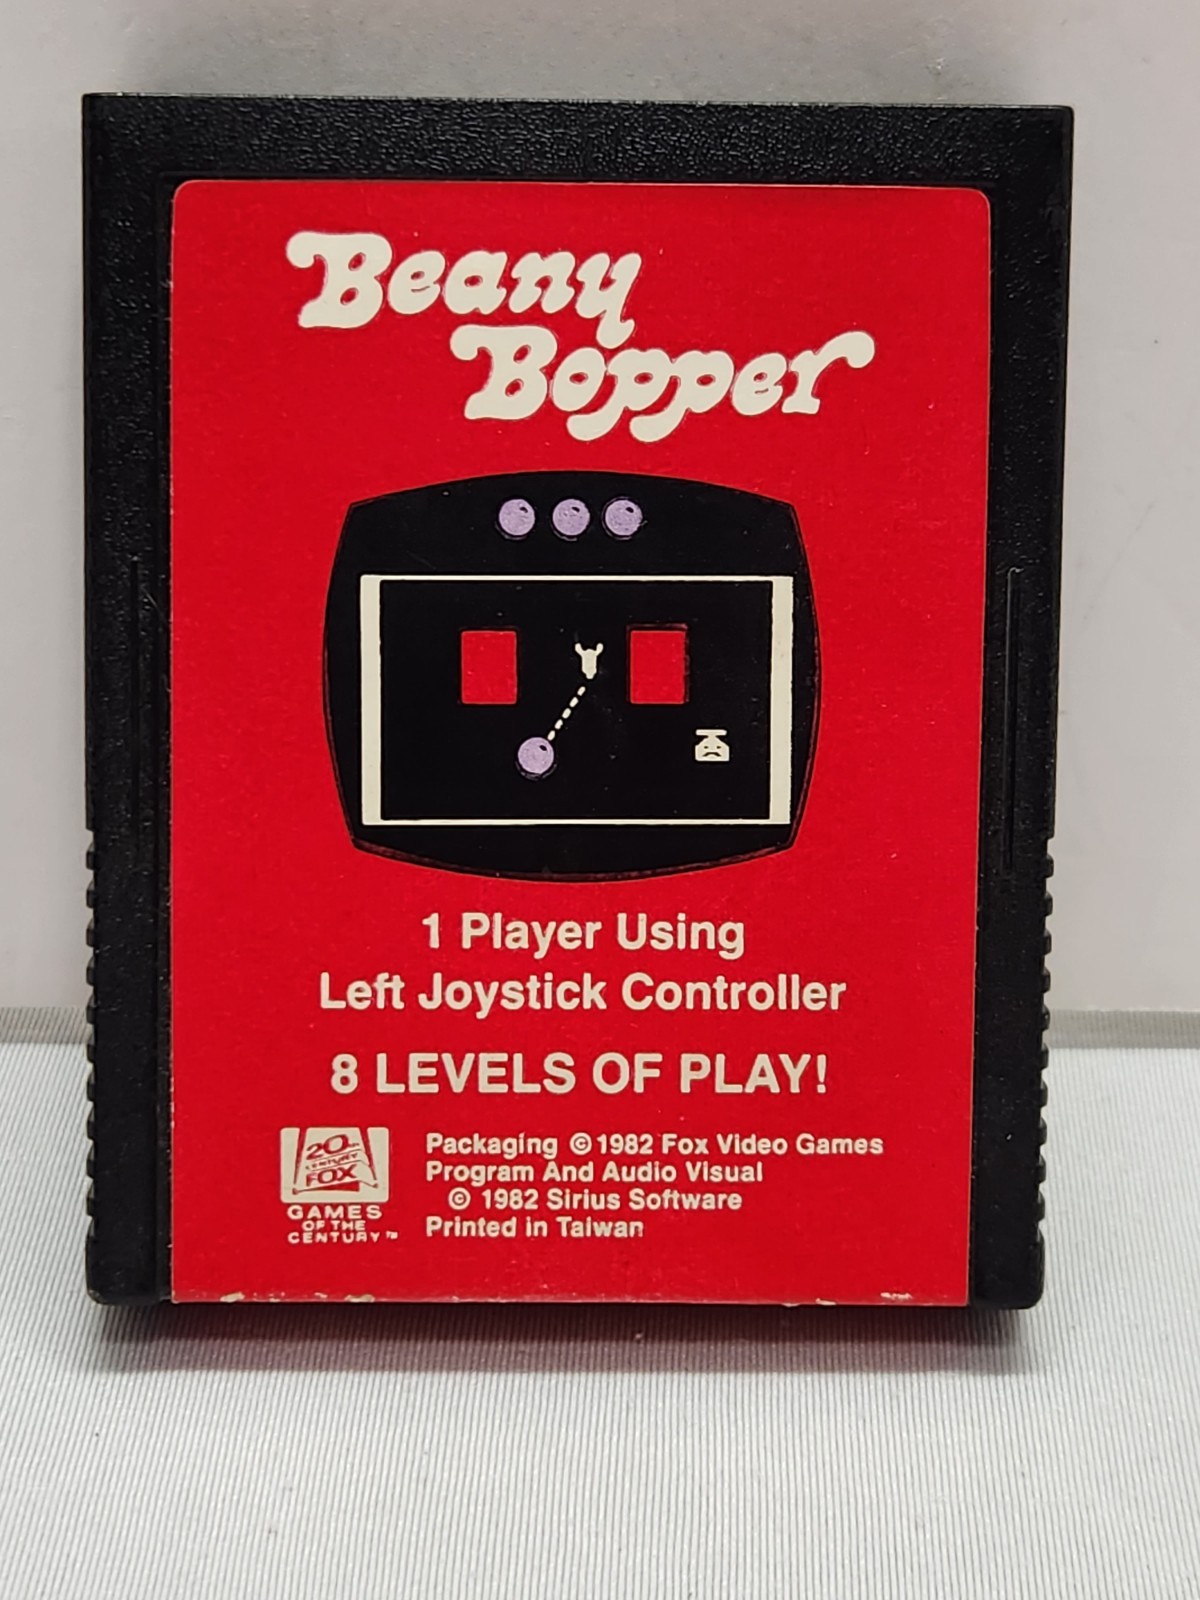 Beany
Bopper
1 Player Using
Left Joystick Controller
8 LEVELS OF PLAY!
20TH
CENTURY
FOX
GAMES
OF THE
CENTURY™
Packaging © 1982 Fox Video Games
Program And Audio Visual
© 1982 Sirius Software
Printed in Taiwan